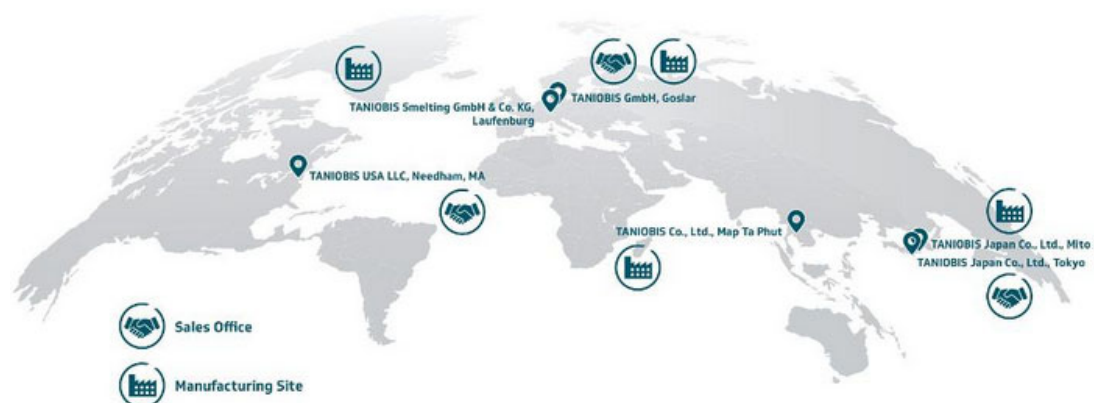 TANIOBIS Smelting GmbH & Co. KG,
Laufenburg
TANIOBIS GmbH, Goslar
TANIOBIS USA LLC, Needham, MA
TANIOBIS Co., Ltd., Map Ta Phut
TANIOBIS Japan Co., Ltd., Mito
TANIOBIS Japan Co., Ltd., Tokyo
Sales Office
Manufacturing Site